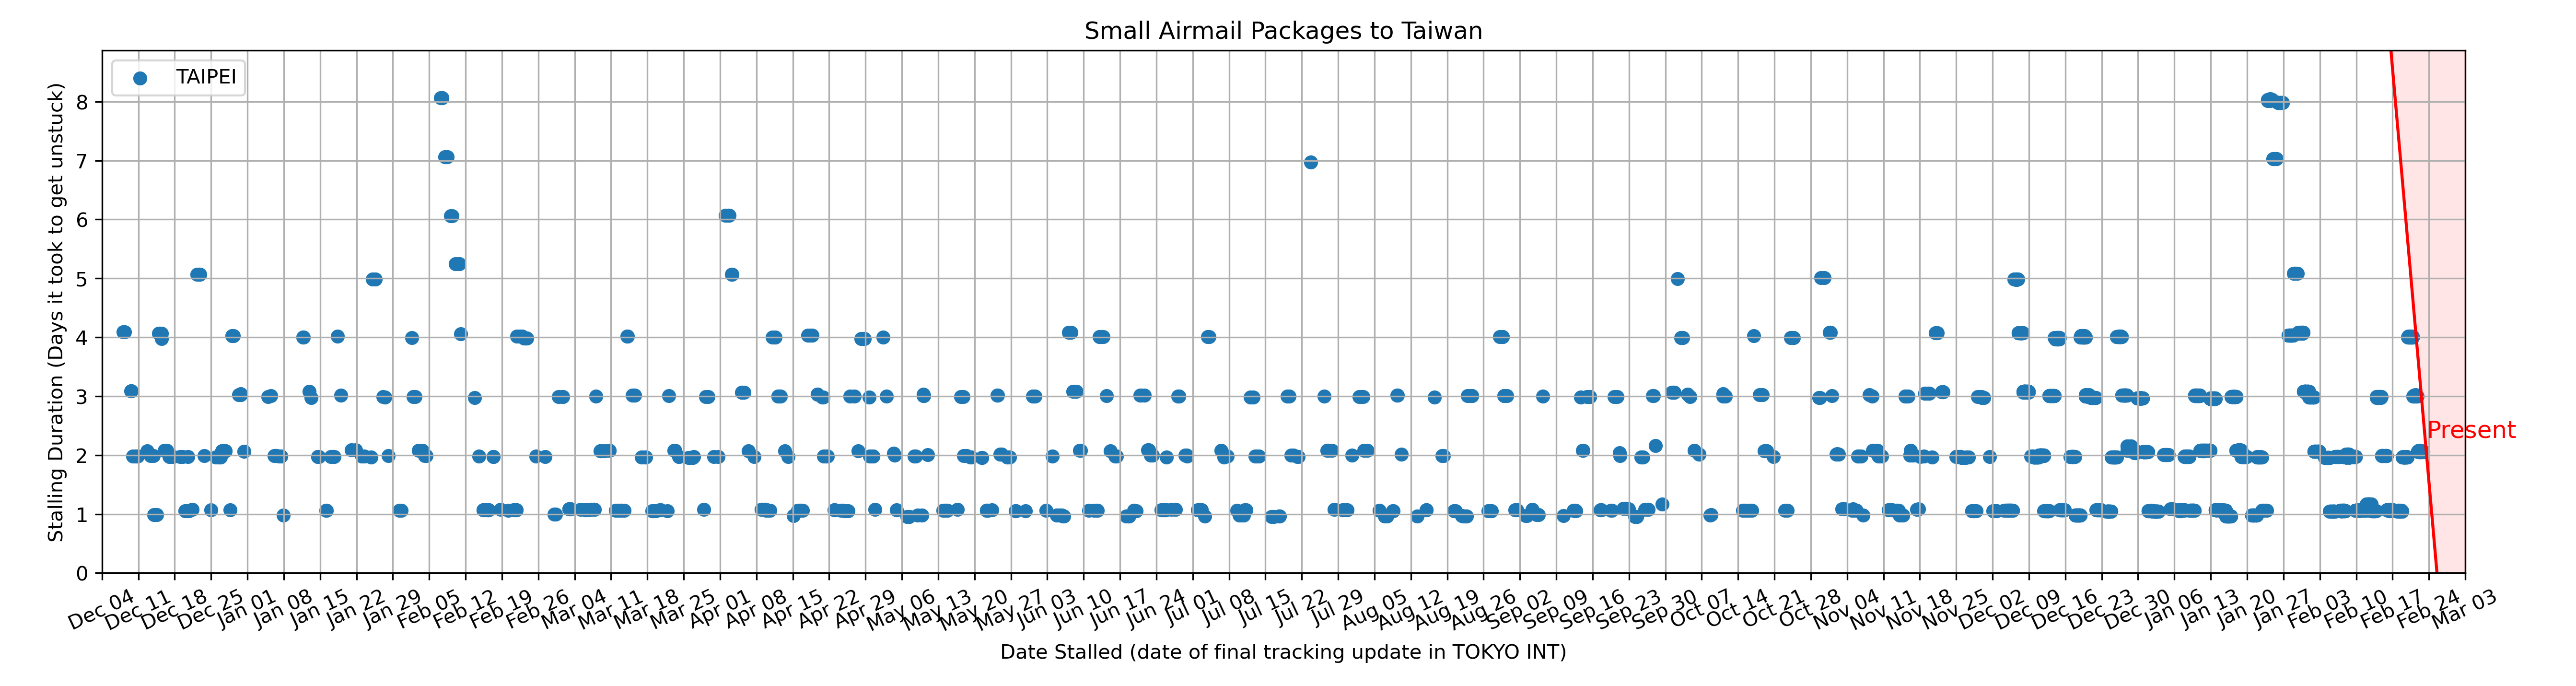 Small Airmail Packages to Taiwan
TAIPEI
Stalling Duration (Days it took to get unstuck)
8
7
6
5
4
3
2
1
0
Present
Dec 04
Dec 11
Dec 18
Dec 25
Jan 01
Jan 08
Jan 15
Jan 22
Jan 29
Feb 05
Feb 12
Feb 19
Feb 26
Mar 04
Mar 11
Mar 18
Mar 25
Apr 01
Apr 08
Apr 15
Apr 22
Apr 29
May 06
May 13
May 20
May 27
Jun 03
Jun 10
Jun 17
Jun 24
Jul 01
Jul 08
Jul 15
Jul 22
Jul 29
Aug 05
Aug 12
Aug 19
Aug 26
Sep 02
Sep 09
Sep 16
Sep 23
Sep 30
Oct 07
Oct 14
Oct 21
Oct 28
Nov 04
Nov 11
Nov 18
Nov 25
Dec 02
Dec 09
Dec 16
Dec 23
Dec 30
Jan 06
Jan 13
Jan 20
Jan 27
Feb 03
Feb 10
Feb 17
Feb 24
Mar 03
Date Stalled (date of final tracking update in TOKYO INT)